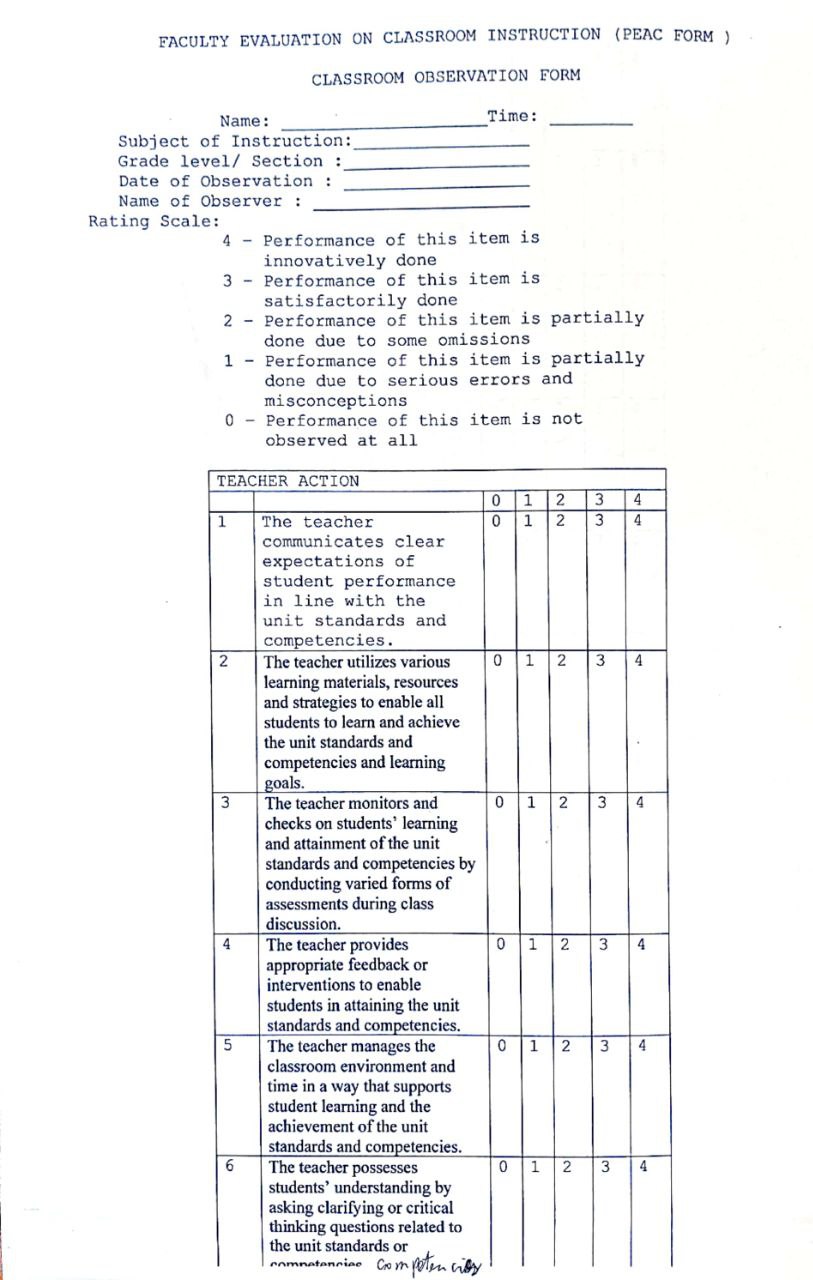 FACULTY EVALUATION ON CLASSROOM INSTRUCTION (PEAC FORM )
CLASSROOM OBSERVATION FORM
Name: ____________________ Time: ________
Subject of Instruction: _________________
Grade level/ Section : __________________
Date of Observation : __________________
Name of Observer : _____________________
Rating Scale:
4 – Performance of this item is
innovatively done
3 – Performance of this item is
satisfactorily done
2 – Performance of this item is partially
done due to some omissions
1 – Performance of this item is partially
done due to serious errors and
misconceptions
0 – Performance of this item is not
observed at all
TEACHER ACTION
0 1 2 3 4
1 The teacher 0 1 2 3 4
communicates clear
expectations of
student performance
in line with the
unit standards and
competencies.
2 The teacher utilizes various 0 1 2 3 4
learning materials, resources
and strategies to enable all
students to learn and achieve
the unit standards and
competencies and learning
goals.
3 The teacher monitors and 0 1 2 3 4
checks on students’ learning
and attainment of the unit
standards and competencies by
conducting varied forms of
assessments during class
discussion.
4 The teacher provides 0 1 2 3 4
appropriate feedback or
interventions to enable
students in attaining the unit
standards and competencies.
5 The teacher manages the 0 1 2 3 4
classroom environment and
time in a way that supports
student learning and the
achievement of the unit
standards and competencies.
6 The teacher possesses 0 1 2 3 4
students’ understanding by
asking clarifying or critical
thinking questions related to
the unit standards or
competencies competencies